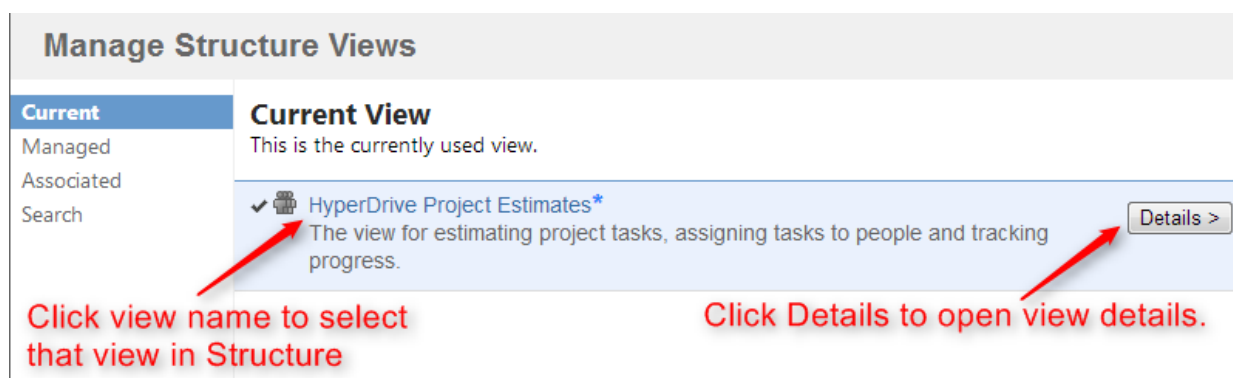 Manage Structure Views
Current
Managed
Associated
Search
Current View
This is the currently used view.
HyperDrive Project Estimates*
The view for estimating project tasks, assigning tasks to people and tracking
progress.
Details >
Click view name to select
that view in Structure
Click Details to open view details.